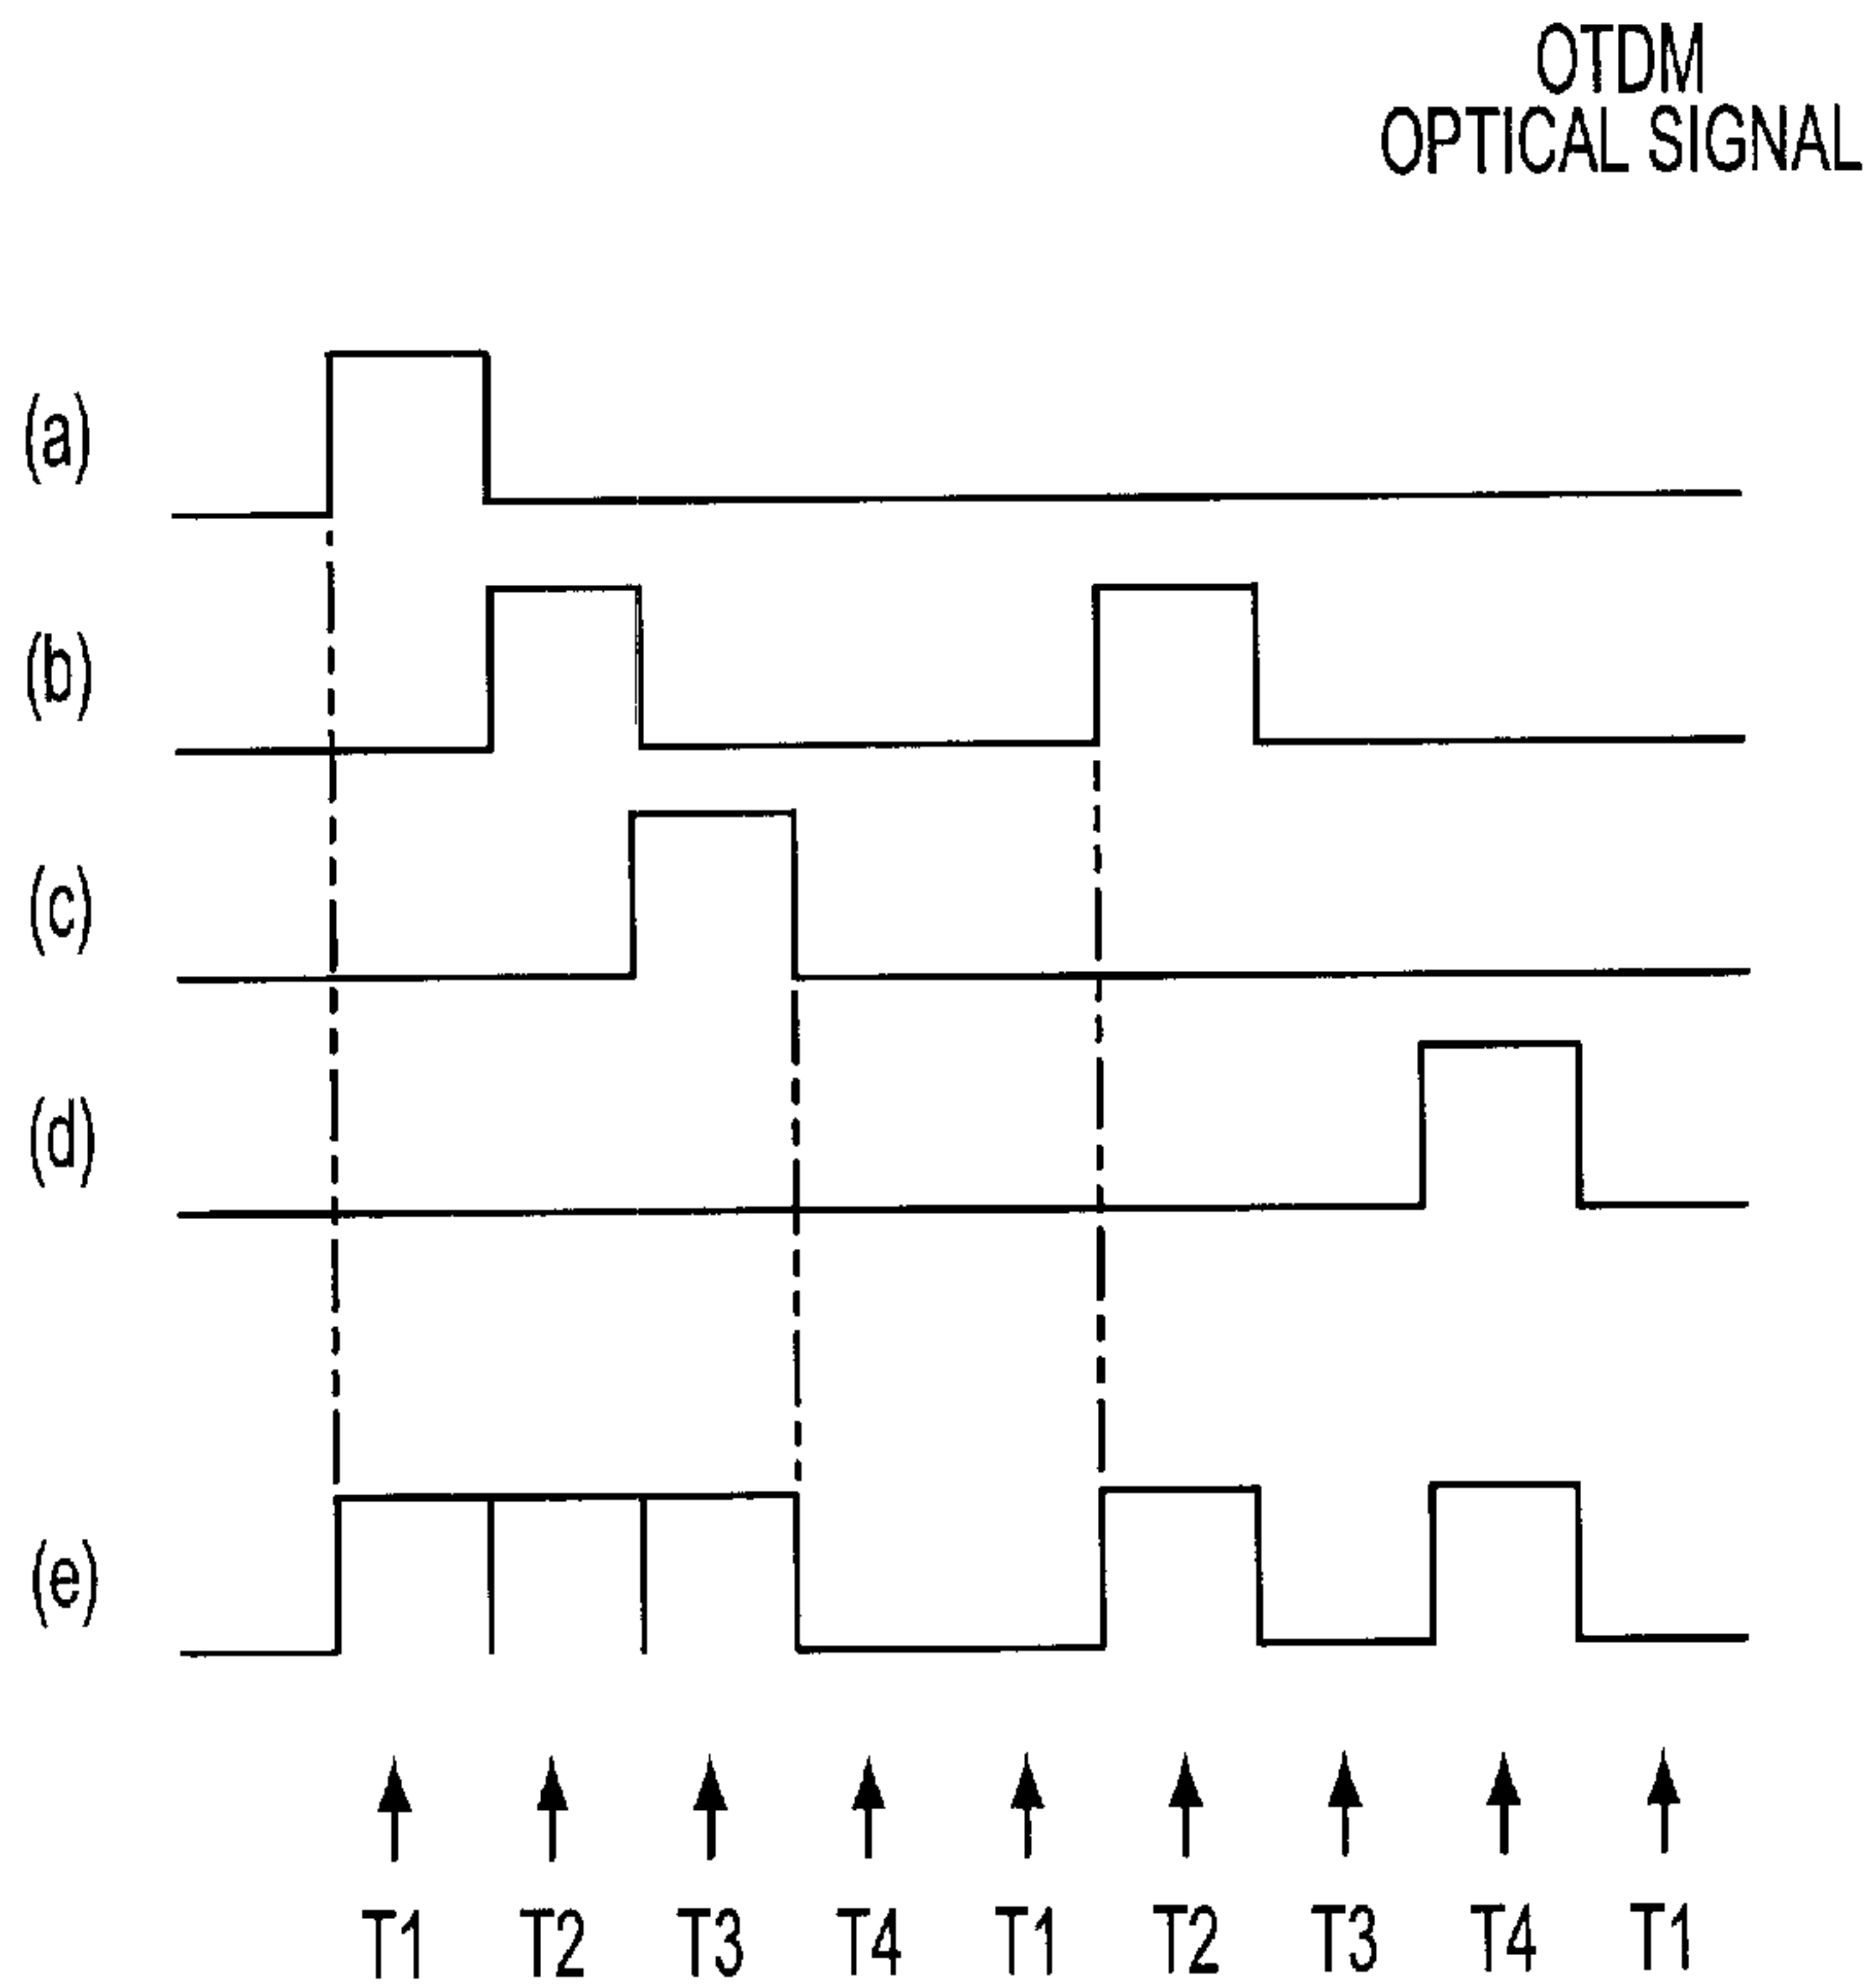 OTDM
OPTICAL SIGNAL
(a)
(b)
(c)
(d)
(e)
T1 T2 T3 T4 T1 T2 T3 T4 T1